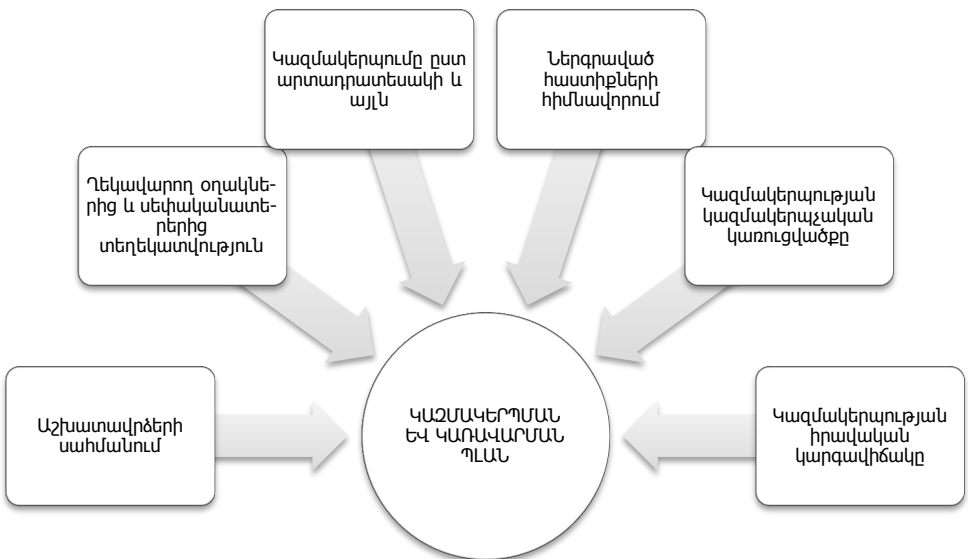 Կազմակերպումը ըստ
արտադրատեսակի և
այլն
Ներգրաված
հաստիքների
հիմնավորում
Ղեկավարող օղակնե-
րից և սեփականատե-
րերից
տեղեկատվություն
Կազմակերպության
կազմակերպչական
կառուցվածքը
Աշխատավրձերի
սահմանում
ԿԱԶՄԱԿԵՐՊՄԱՆ
ԵՎ ԿԱՌԱՎԱՐՄԱՆ
ՊԼԱՆ
Կազմակերպության
իրավական
կարգավիճակը